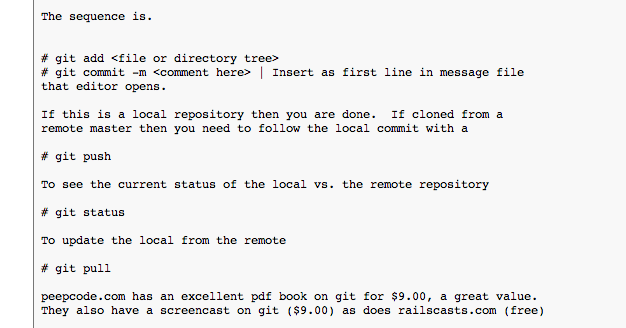 The sequence is.
# git add <file or directory tree>
# git commit -m <comment here> | Insert as first line in message file
that editor opens.
If this is a local repository then you are done.  If cloned from a
remote master then you need to follow the local commit with a
# git push
To see the current status of the local vs. the remote repository
# git status
To update the local from the remote
# git pull
peepcode.com has an excellent pdf book on git for $9.00, a great value.
They also have a screencast on git ($9.00) as does railscasts.com (free)